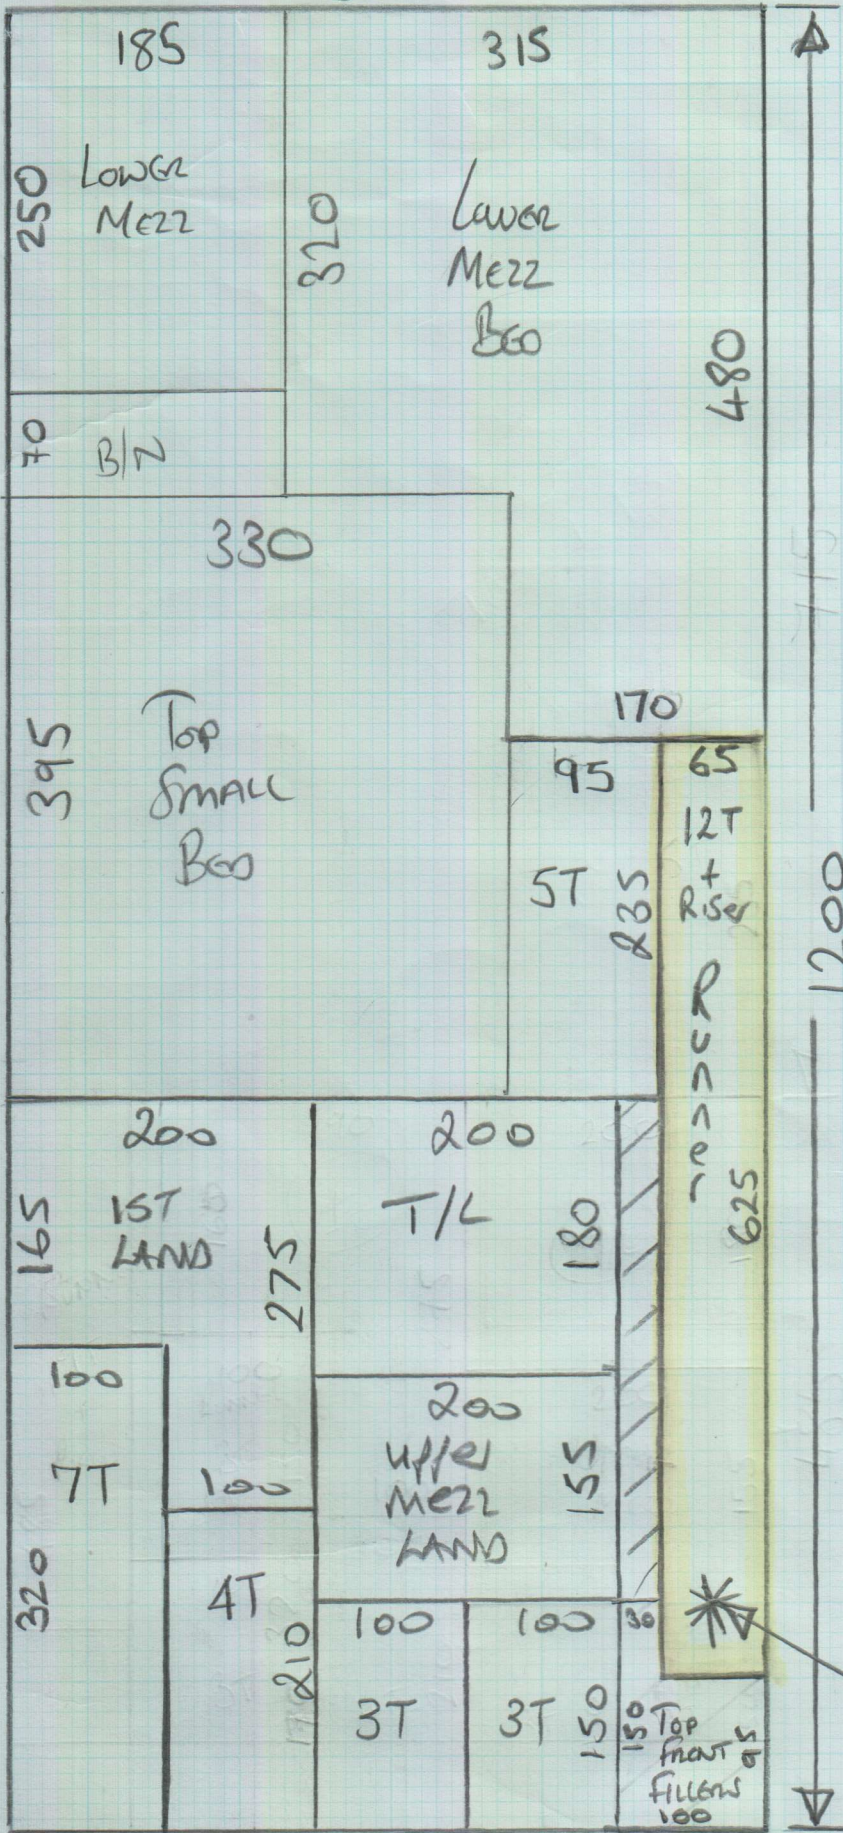 185
315
250
LOWER
MEZZ
320
LOWER
MEZZ
BED
480
70
B/N
330
395
TOP
SMALL
BED
170
95
5T
235
65
12T
+
Riser
Runner
625
1200
200
165
1ST
LAND
275
200
T/L
180
100
7T
320
100
4T
210
200
upper
MEZZ
LAND
155
100
3T
100
3T
150
30
150
TOP
FRONT
FILLERS
100